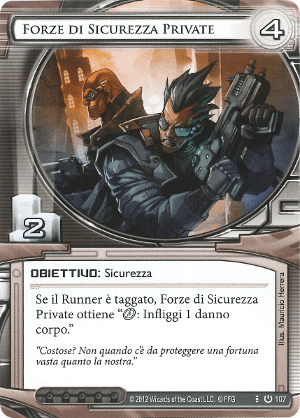 Forze di Sicurezza Private
4
2
OBIETTIVO: Sicurezza
Se il Runner è taggato, Forze di Sicurezza
Private ottiene “: Infliggi 1 danno
corpo.”
“Costose? Non quando c'è da proteggere una fortuna
vasta quanto la nostra.”
Illus. Mauricio Herrera
© 2012 Wizards of the Coast LLC. © FFG
107